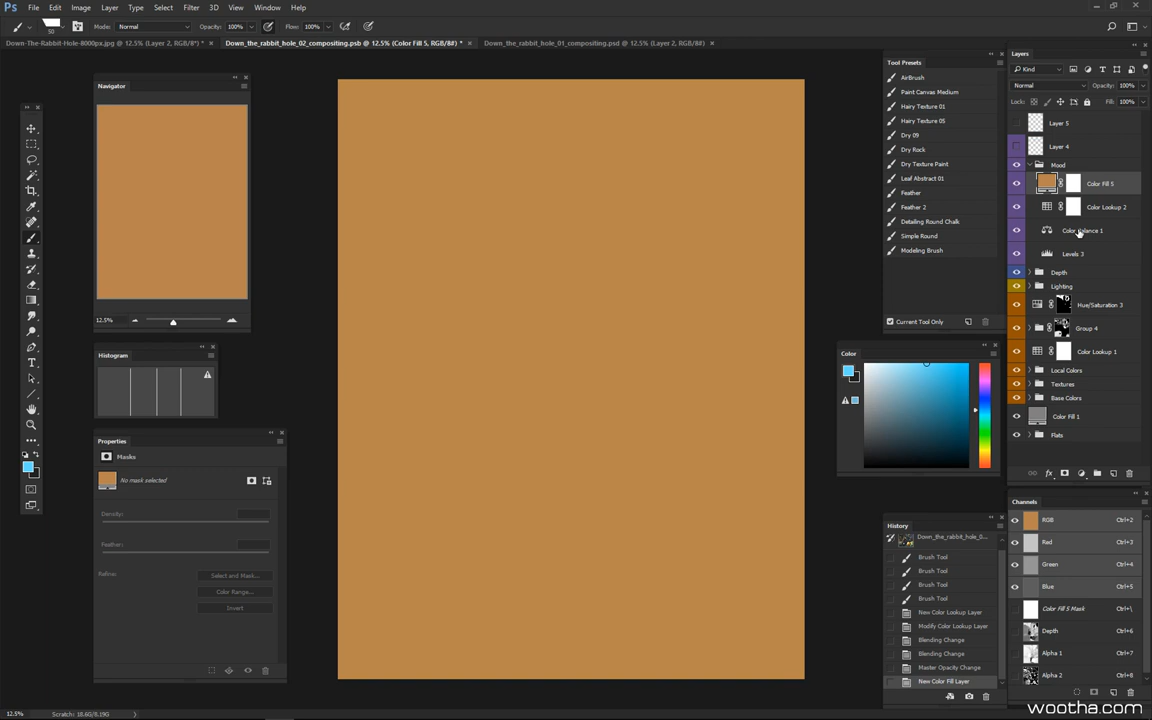 Ps File Edit Image Layer Type Select Filter 3D View Window Help
50 Mode: Normal Opacity: 100% Flow: 100%
Down-The-Rabbit-Hole-8000px.jpg @ 12.5% (Layer 2, RGB/8*) * × Down_the_rabbit_hole_02_compositing.psb @ 12.5% (Color Fill 5, RGB/8#) * × Down_the_rabbit_hole_01_compositing.psd @ 12.5% (Layer 2, RGB/8#) ×
Navigator
12.5%
Histogram
Properties
Masks
No mask selected
Density:
Feather:
Refine:
Select and Mask...
Color Range...
Invert
Tool Presets
AirBrush
Paint Canvas Medium
Hairy Texture 01
Hairy Texture 05
Dry 09
Dry Rock
Dry Texture Paint
Leaf Abstract 01
Feather
Feather 2
Detailing Round Chalk
Simple Round
Modeling Brush
Current Tool Only
Color
History
Down_the_rabbit_hole_0...
Brush Tool
Brush Tool
Brush Tool
Brush Tool
New Color Lookup Layer
Modify Color Lookup Layer
Blending Change
Blending Change
Master Opacity Change
New Color Fill Layer
Layers
Kind
Normal Opacity: 100%
Lock: Fill: 100%
Layer 5
Layer 4
Mood
Color Fill 5
Color Lookup 2
Color Balance 1
Levels 3
Depth
Lighting
Hue/Saturation 3
Group 4
Color Lookup 1
Local Colors
Textures
Base Colors
Color Fill 1
Flats
fx
Channels
RGB Ctrl+2
Red Ctrl+3
Green Ctrl+4
Blue Ctrl+5
Color Fill 5 Mask Ctrl+\
Depth Ctrl+6
Alpha 1 Ctrl+7
Alpha 2 Ctrl+8
12.5% Scratch: 18.6G/8.19G
wootha.com